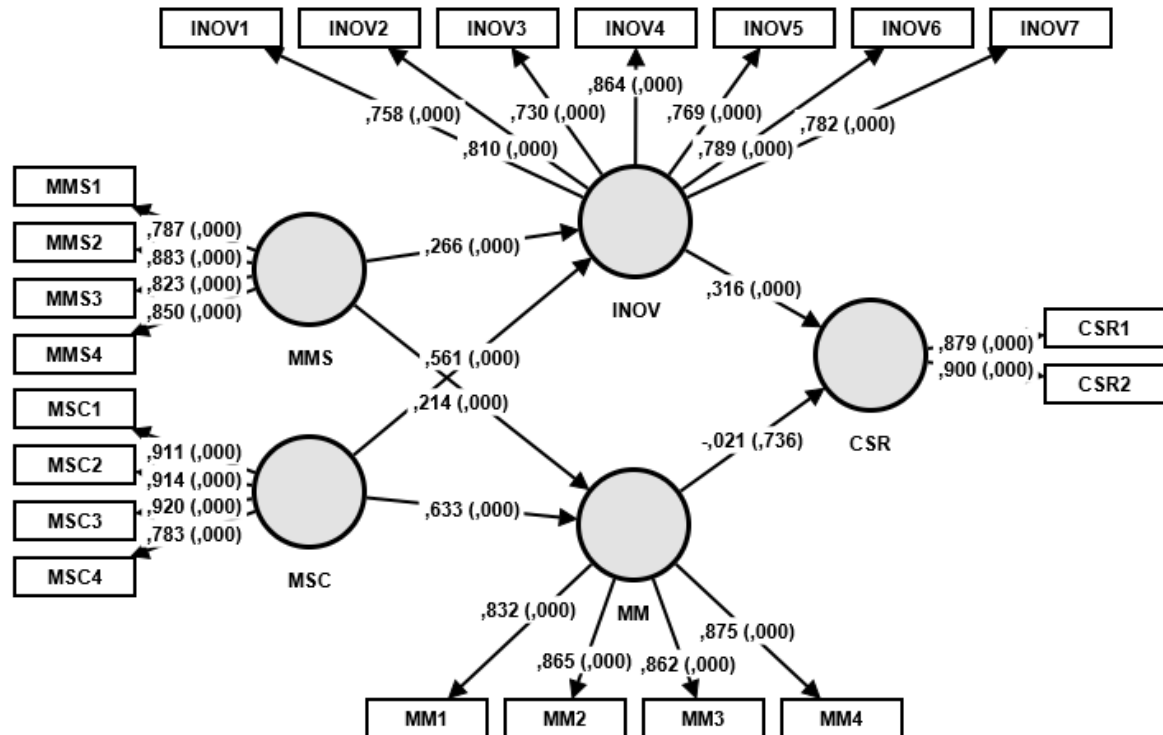 INOV1 INOV2 INOV3 INOV4 INOV5 INOV6 INOV7
,758 (,000)
,810 (,000)
,730 (,000)
,864 (,000)
,769 (,000)
,789 (,000)
,782 (,000)
MMS1
MMS2
MMS3
MMS4
,787 (,000)
,883 (,000)
,823 (,000)
,850 (,000)
MMS
,266 (,000)
INOV
,316 (,000)
,561 (,000)
,214 (,000)
CSR
,879 (,000)
,900 (,000)
CSR1
CSR2
MSC1
MSC2
MSC3
MSC4
,911 (,000)
,914 (,000)
,920 (,000)
,783 (,000)
MSC
,633 (,000)
-,021 (,736)
MM
,832 (,000)
,865 (,000)
,862 (,000)
,875 (,000)
MM1 MM2 MM3 MM4